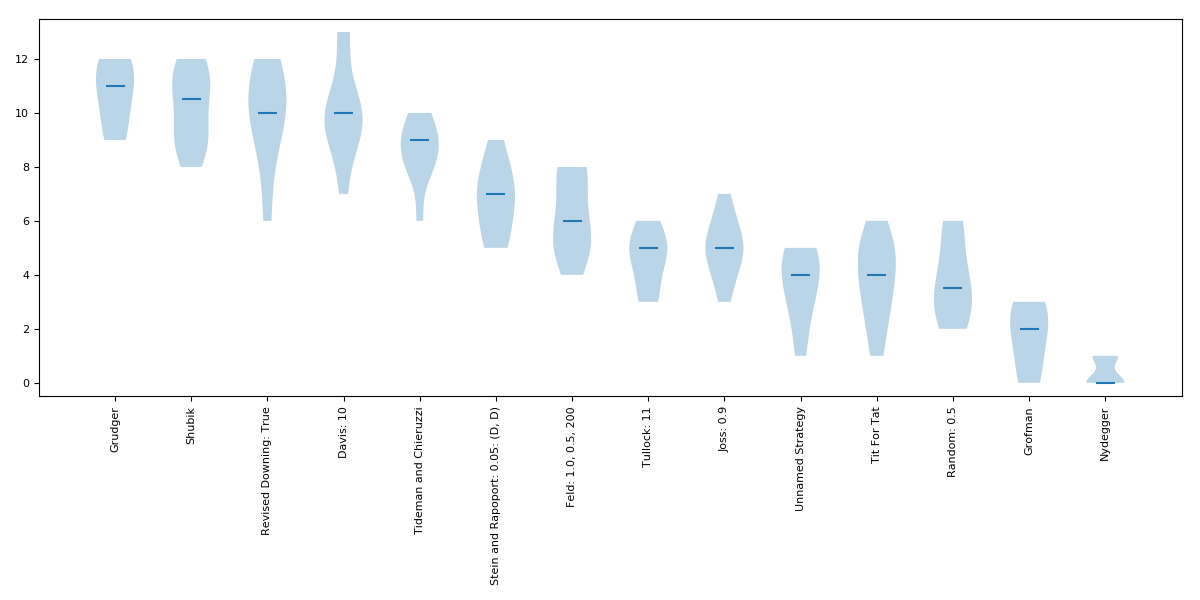 12
10
8
6
4
2
0
Grudger
Shubik
Revised Downing: True
Davis: 10
Tideman and Chieruzzi
Stein and Rapoport: 0.05: (D, D)
Feld: 1.0, 0.5, 200
Tullock: 11
Joss: 0.9
Unnamed Strategy
Tit For Tat
Random: 0.5
Grofman
Nydegger